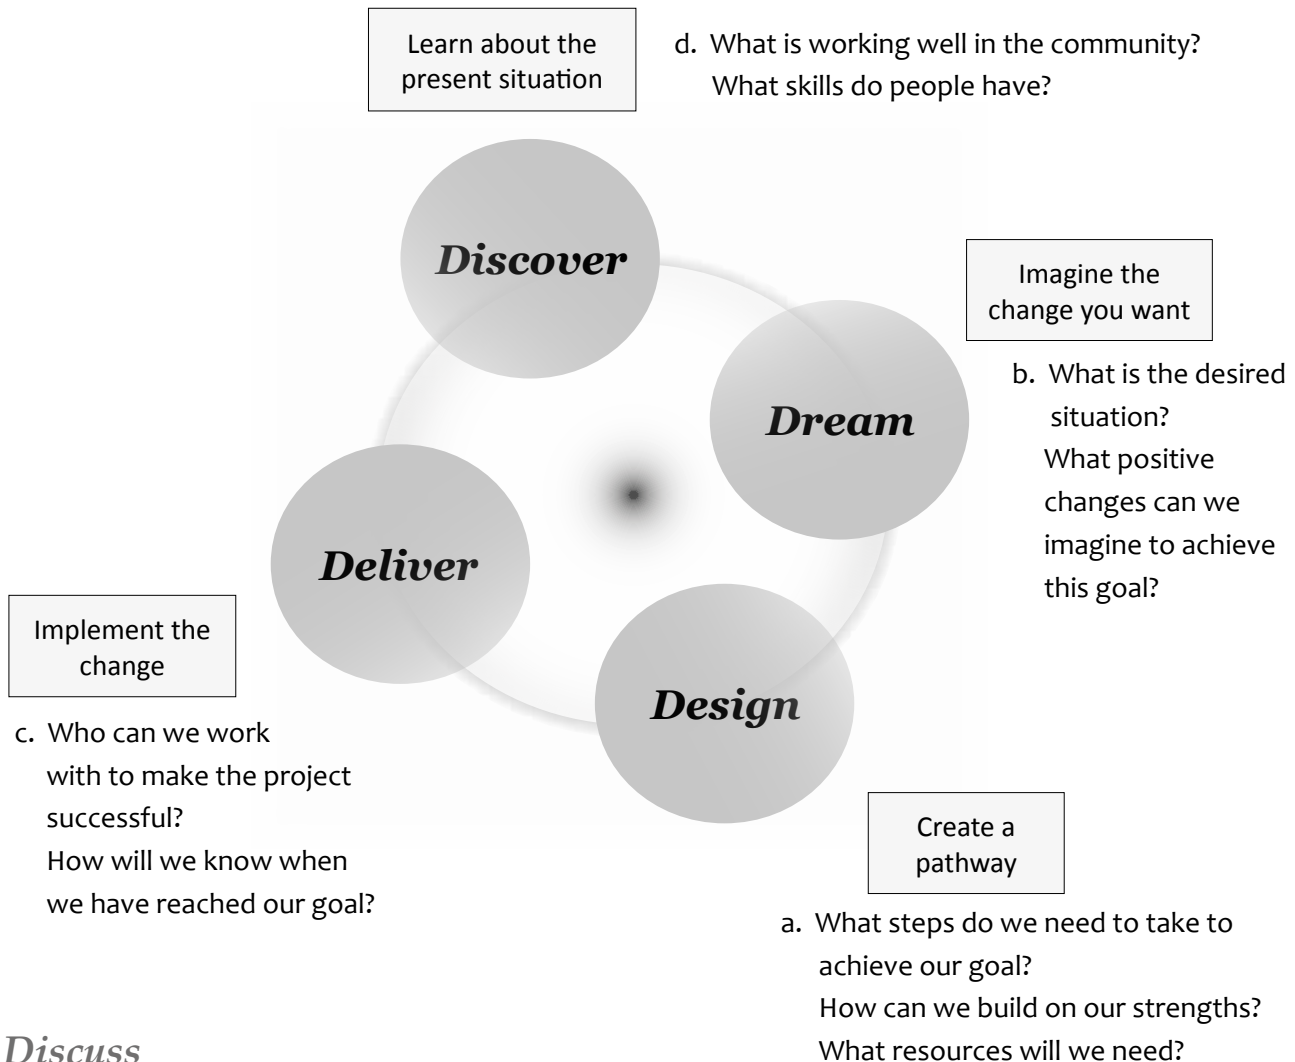 Learn about the
present situation
d. What is working well in the community?
What skills do people have?
Discover
Imagine the
change you want
Dream
b. What is the desired
situation?
What positive
changes can we
imagine to achieve
this goal?
Deliver
Implement the
change
c. Who can we work
with to make the project
successful?
How will we know when
we have reached our goal?
Design
Create a
pathway
a. What steps do we need to take to
achieve our goal?
How can we build on our strengths?
What resources will we need?
Discuss